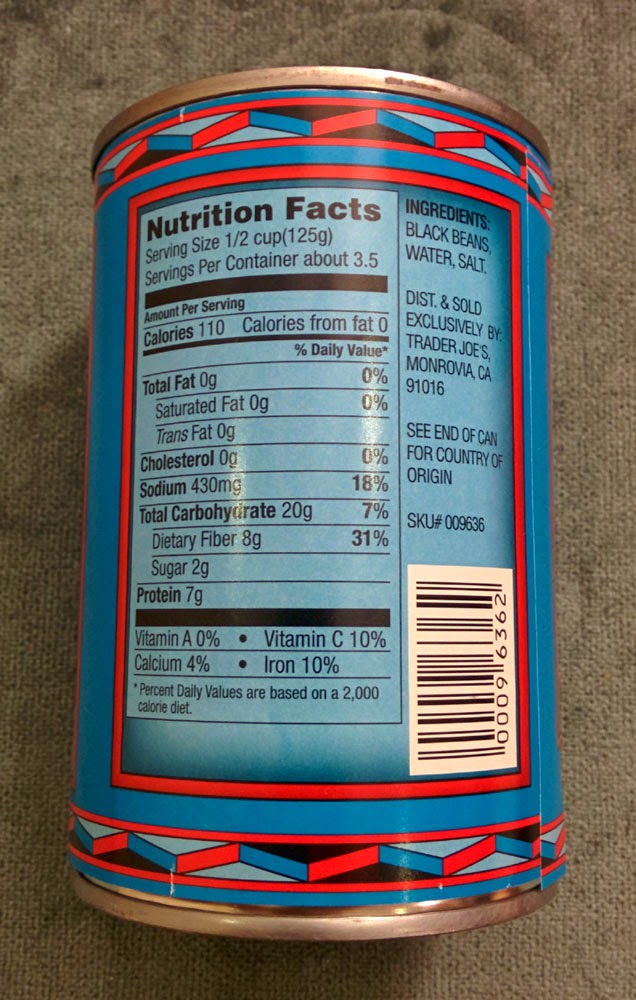 Nutrition Facts
Serving Size 1/2 cup(125g)
Servings Per Container about 3.5
Amount Per Serving
Calories 110 Calories from fat 0
% Daily Value*
Total Fat 0g 0%
Saturated Fat 0g 0%
Trans Fat 0g
Cholesterol 0g 0%
Sodium 430mg 18%
Total Carbohydrate 20g 7%
Dietary Fiber 8g 31%
Sugar 2g
Protein 7g
Vitamin A 0% • Vitamin C 10%
Calcium 4% • Iron 10%
* Percent Daily Values are based on a 2,000
calorie diet.
INGREDIENTS:
BLACK BEANS,
WATER, SALT.
DIST. & SOLD
EXCLUSIVELY BY:
TRADER JOE'S,
MONROVIA, CA
91016
SEE END OF CAN
FOR COUNTRY OF
ORIGIN
SKU# 009636
00096362